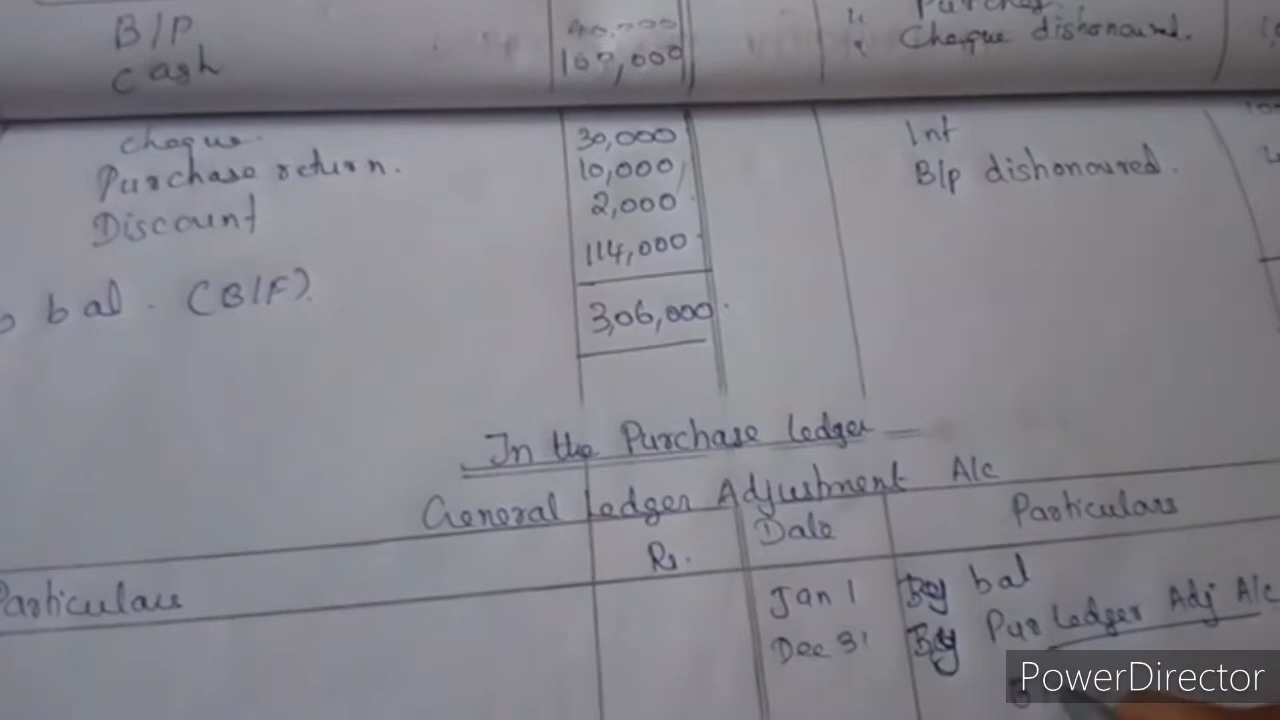 B/P
Cash 100,000
Cheque dishonoured.
Cheque 30,000
Int
Purchase return. 10,000
B/p dishonoured.
Discount 2,000
114,000
bal. (B/F).
3,06,000
In the Purchase Ledger
General Ledger Adjustment A/c
Particulars Rs. Date Particulars
Jan 1 By bal
Dec 31 By Pur Ledger Adj A/c
PowerDirector